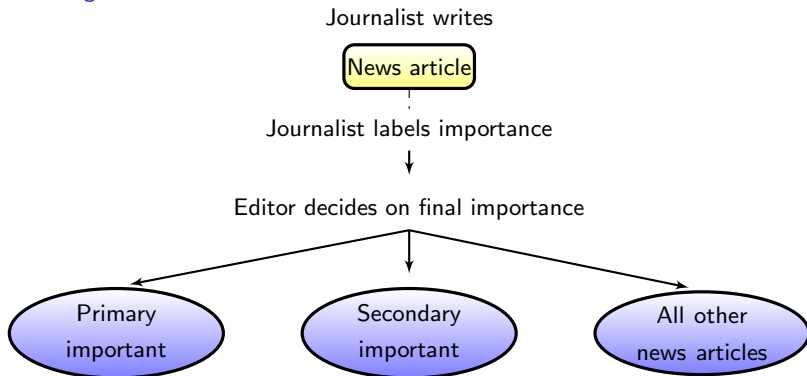 Journalist writes
News article
Journalist labels importance
Editor decides on final importance
Primary
important
Secondary
important
All other
news articles